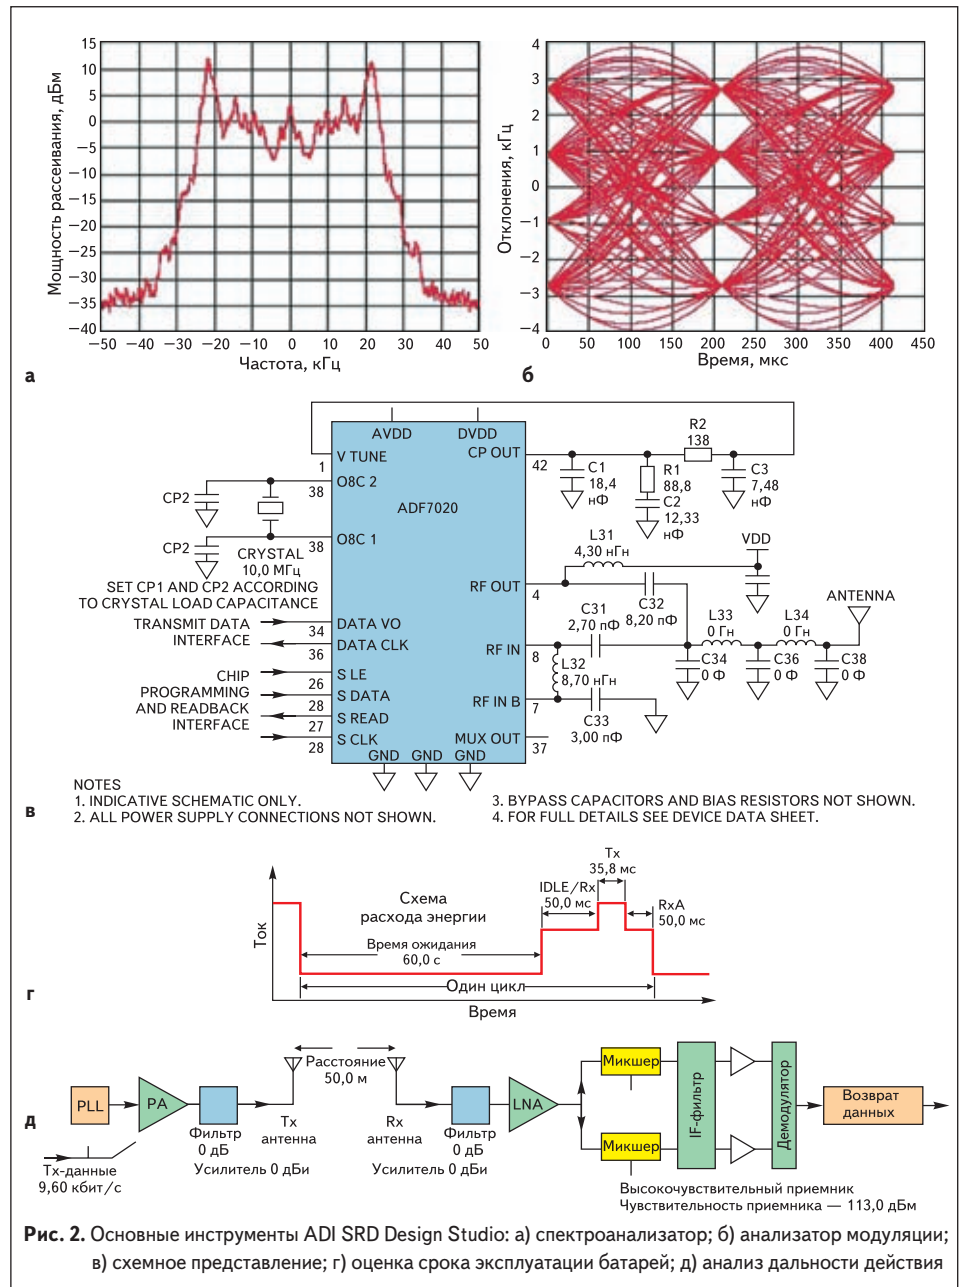 Мощность рассеивания, дБм
15
10
5
0
−5
−10
−15
−20
−25
−30
−35
−40
−50 −40 −30 −20 −10 0 10 20 30 40 50
Частота, кГц
а
Отклонения, кГц
4
3
2
1
0
−1
−2
−3
−4
0 50 100 150 200 250 300 350 400 450
Время, мкс
б
AVDD DVDD
V TUNE
1
CP OUT
42
R2
138
C1
18,4
нФ
R1
88,8
C2
12,33
нФ
C3
7,48
нФ
O8C 2
38
CP2
ADF7020
O8C 1
38
CP2
CRYSTAL
10,0 МГц
SET CP1 AND CP2 ACCORDING
TO CRYSTAL LOAD CAPACITANCE
L31
4,30 нГн
VDD
RF OUT
4
C32
8,20 пФ
ANTENNA
TRANSMIT DATA
INTERFACE
DATA VO
34
DATA CLK
36
C31
2,70 пФ
L33
0 Гн
L34
0 Гн
RF IN
8
L32
8,70 нГн
C34
0 Ф
C36
0 Ф
C38
0 Ф
CHIP
PROGRAMMING
AND READBACK
INTERFACE
S LE
26
S DATA
28
S READ
27
S CLK
28
RF IN B
7
C33
3,00 пФ
MUX OUT
37
GND GND GND
NOTES
1. INDICATIVE SCHEMATIC ONLY.
2. ALL POWER SUPPLY CONNECTIONS NOT SHOWN.
3. BYPASS CAPACITORS AND BIAS RESISTORS NOT SHOWN.
4. FOR FULL DETAILS SEE DEVICE DATA SHEET.
в
Ток
Схема
расхода энергии
Tx
35,8 мс
IDLE/Rx
50,0 мс
RxA
50,0 мс
Время ожидания
60,0 с
Один цикл
Время
г
Расстояние
50,0 м
PLL
PA
Фильтр
0 дБ
Tx
антенна
Усилитель 0 дБи
Tx-данные
9,60 кбит/с
Rx
антенна
Фильтр
0 дБ
Усилитель 0 дБи
LNA
Микшер
Микшер
IF-фильтр
Демодулятор
Возврат
данных
Высокочувствительный приемник
Чувствительность приемника — 113,0 дБм
д
Рис. 2. Основные инструменты ADI SRD Design Studio: а) спектроанализатор; б) анализатор модуляции;
в) схемное представление; г) оценка срока эксплуатации батарей; д) анализ дальности действия